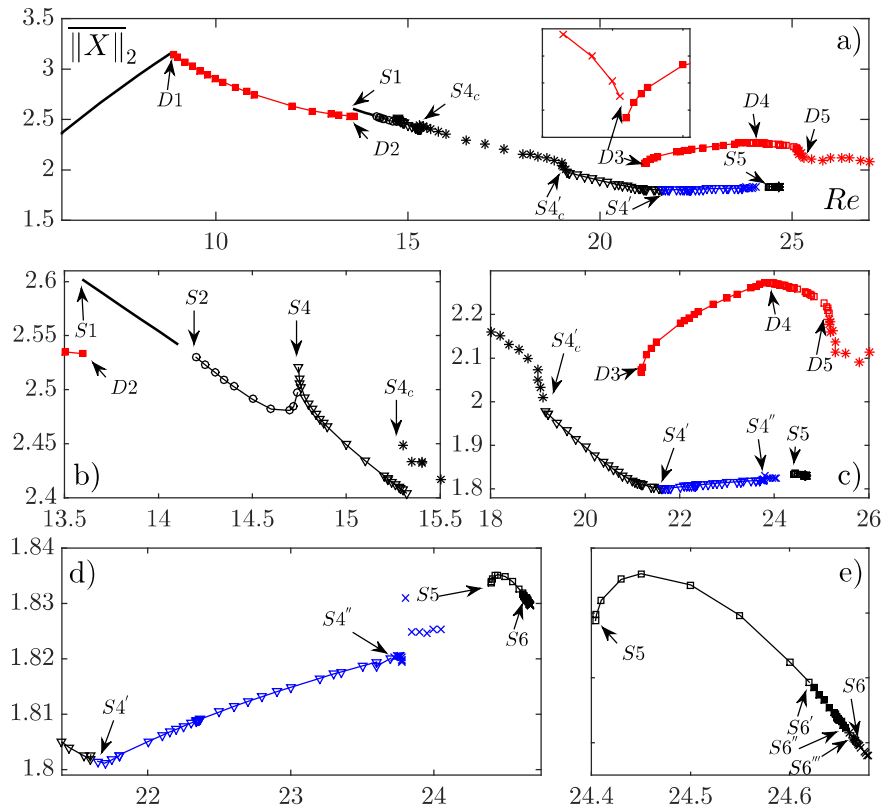 3.5
3
2.5
2
1.5
‖X‖₂
a)
D1
S1
S4c
D2
D3
D4
D5
S5
S4'c
S4'
Re
10
15
20
25
2.6
2.55
2.5
2.45
2.4
S1
S2
S4
D2
S4c
b)
13.5
14
14.5
15
15.5
2.2
2.1
2
1.9
1.8
S4'c
D3
D4
D5
S4'
S4''
S5
c)
18
20
22
24
26
1.84
1.83
1.82
1.81
1.8
d)
S5
S6
S4''
S4'
22
23
24
e)
S5
S6
S6'
S6''
S6'''
24.4
24.5
24.6